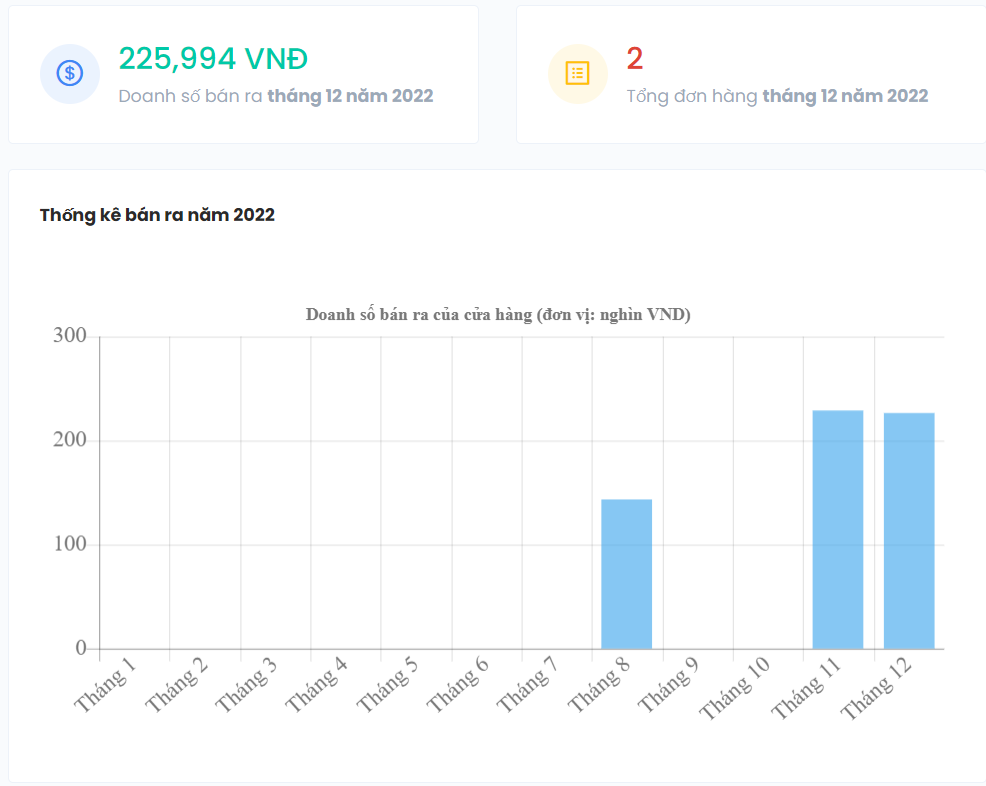 225,994 VNĐ
Doanh số bán ra tháng 12 năm 2022
2
Tổng đơn hàng tháng 12 năm 2022
Thống kê bán ra năm 2022
Doanh số bán ra của cửa hàng (đơn vị: nghìn VND)
300
200
100
0
Tháng 1
Tháng 2
Tháng 3
Tháng 4
Tháng 5
Tháng 6
Tháng 7
Tháng 8
Tháng 9
Tháng 10
Tháng 11
Tháng 12